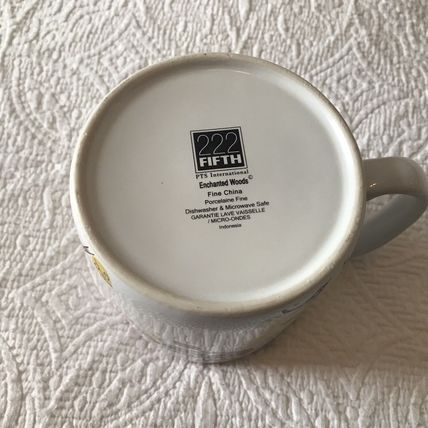 222
FIFTH
PTS International
Enchanted Woods©
Fine China
Porcelaine Fine
Dishwasher & Microwave Safe
GARANTIE LAVE VAISSELLE
/ MICRO-ONDES
Indonesia